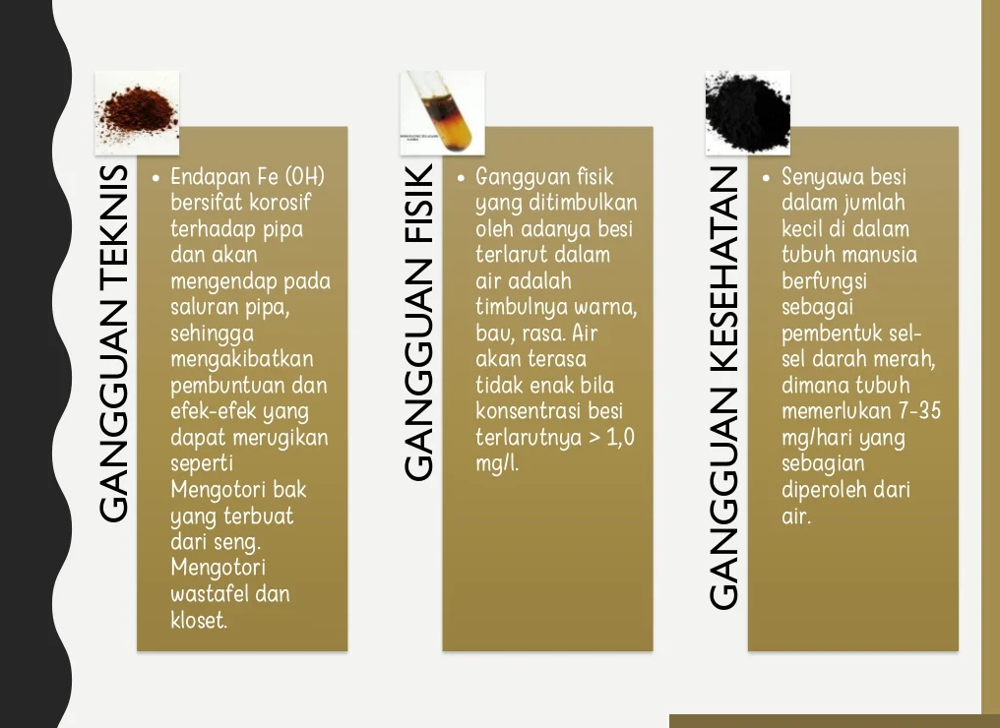 GANGGUAN TEKNIS
• Endapan Fe (OH)
bersifat korosif
terhadap pipa
dan akan
mengendap pada
saluran pipa,
sehingga
mengakibatkan
pembuntuan dan
efek-efek yang
dapat merugikan
seperti
Mengotori bak
yang terbuat
dari seng.
Mengotori
wastafel dan
kloset.
GANGGUAN FISIK
• Gangguan fisik
yang ditimbulkan
oleh adanya besi
terlarut dalam
air adalah
timbulnya warna,
bau, rasa. Air
akan terasa
tidak enak bila
konsentrasi besi
terlarutnya > 1,0
mg/l.
GANGGUAN KESEHATAN
• Senyawa besi
dalam jumlah
kecil di dalam
tubuh manusia
berfungsi
sebagai
pembentuk sel-
sel darah merah,
dimana tubuh
memerlukan 7-35
mg/hari yang
sebagian
diperoleh dari
air.